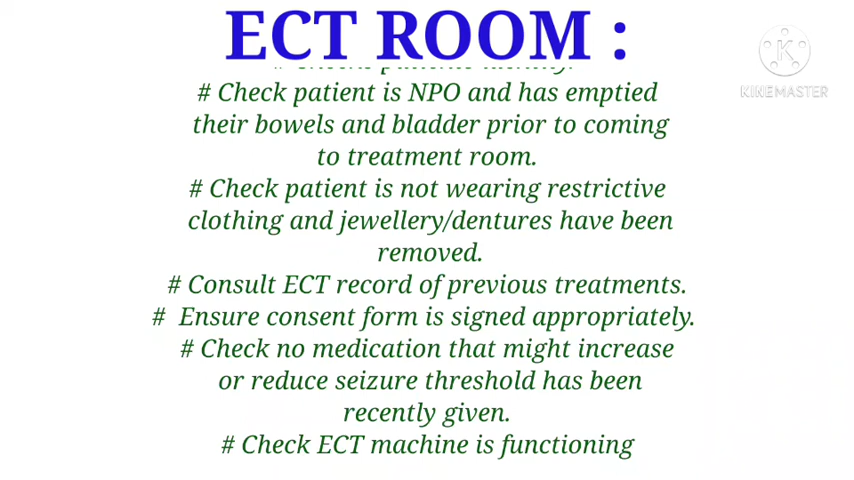 ECT ROOM :
# Check patient is NPO and has emptied
their bowels and bladder prior to coming
to treatment room.
# Check patient is not wearing restrictive
clothing and jewellery/dentures have been
removed.
# Consult ECT record of previous treatments.
# Ensure consent form is signed appropriately.
# Check no medication that might increase
or reduce seizure threshold has been
recently given.
# Check ECT machine is functioning
K
KINEMASTER